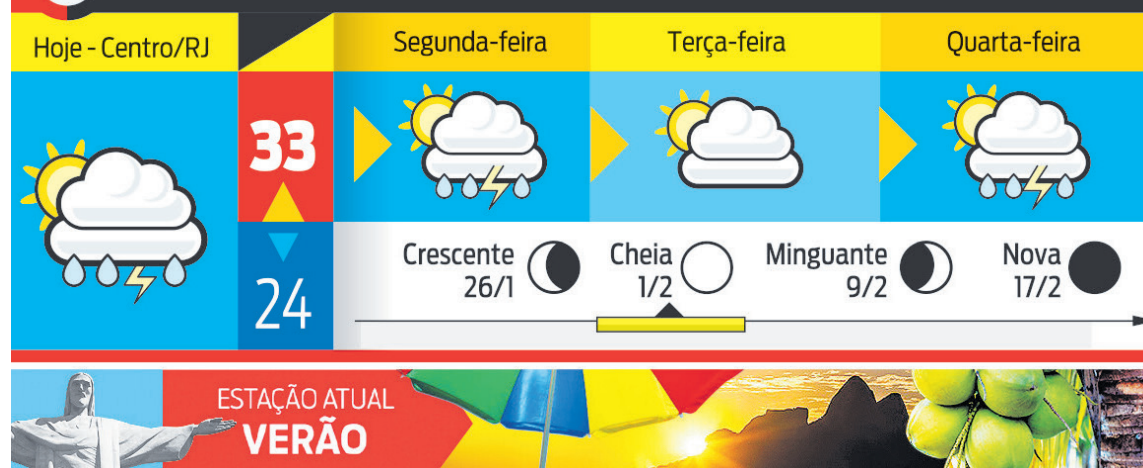 Hoje - Centro/RJ
33
24
Segunda-feira
Terça-feira
Quarta-feira
Crescente
26/1
Cheia
1/2
Minguante
9/2
Nova
17/2
ESTAÇÃO ATUAL
VERÃO